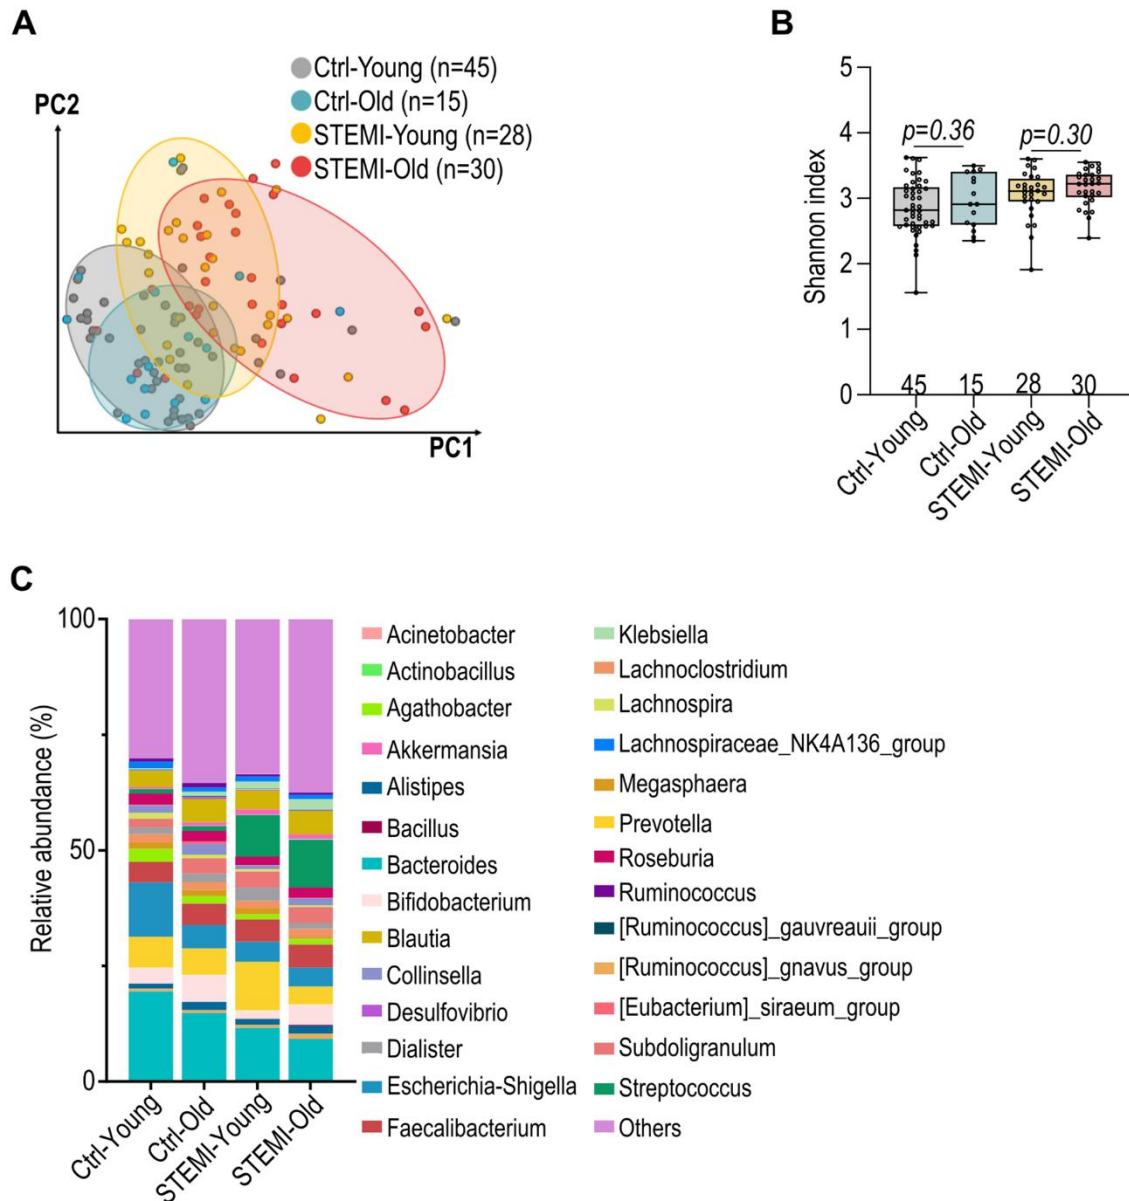 A
PC2
Ctrl-Young (n=45)
Ctrl-Old (n=15)
STEMI-Young (n=28)
STEMI-Old (n=30)
PC1
B
Shannon index
5
4
3
2
1
0
p=0.36
p=0.30
45
15
28
30
Ctrl-Young
Ctrl-Old
STEMI-Young
STEMI-Old
C
Relative abundance (%)
100
50
0
Ctrl-Young
Ctrl-Old
STEMI-Young
STEMI-Old
Acinetobacter
Actinobacillus
Agathobacter
Akkermansia
Alistipes
Bacillus
Bacteroides
Bifidobacterium
Blautia
Collinsella
Desulfovibrio
Dialister
Escherichia-Shigella
Faecalibacterium
Klebsiella
Lachnoclostridium
Lachnospira
Lachnospiraceae_NK4A136_group
Megasphaera
Prevotella
Roseburia
Ruminococcus
[Ruminococcus]_gauvreauii_group
[Ruminococcus]_gnavus_group
[Eubacterium]_siraeum_group
Subdoligranulum
Streptococcus
Others